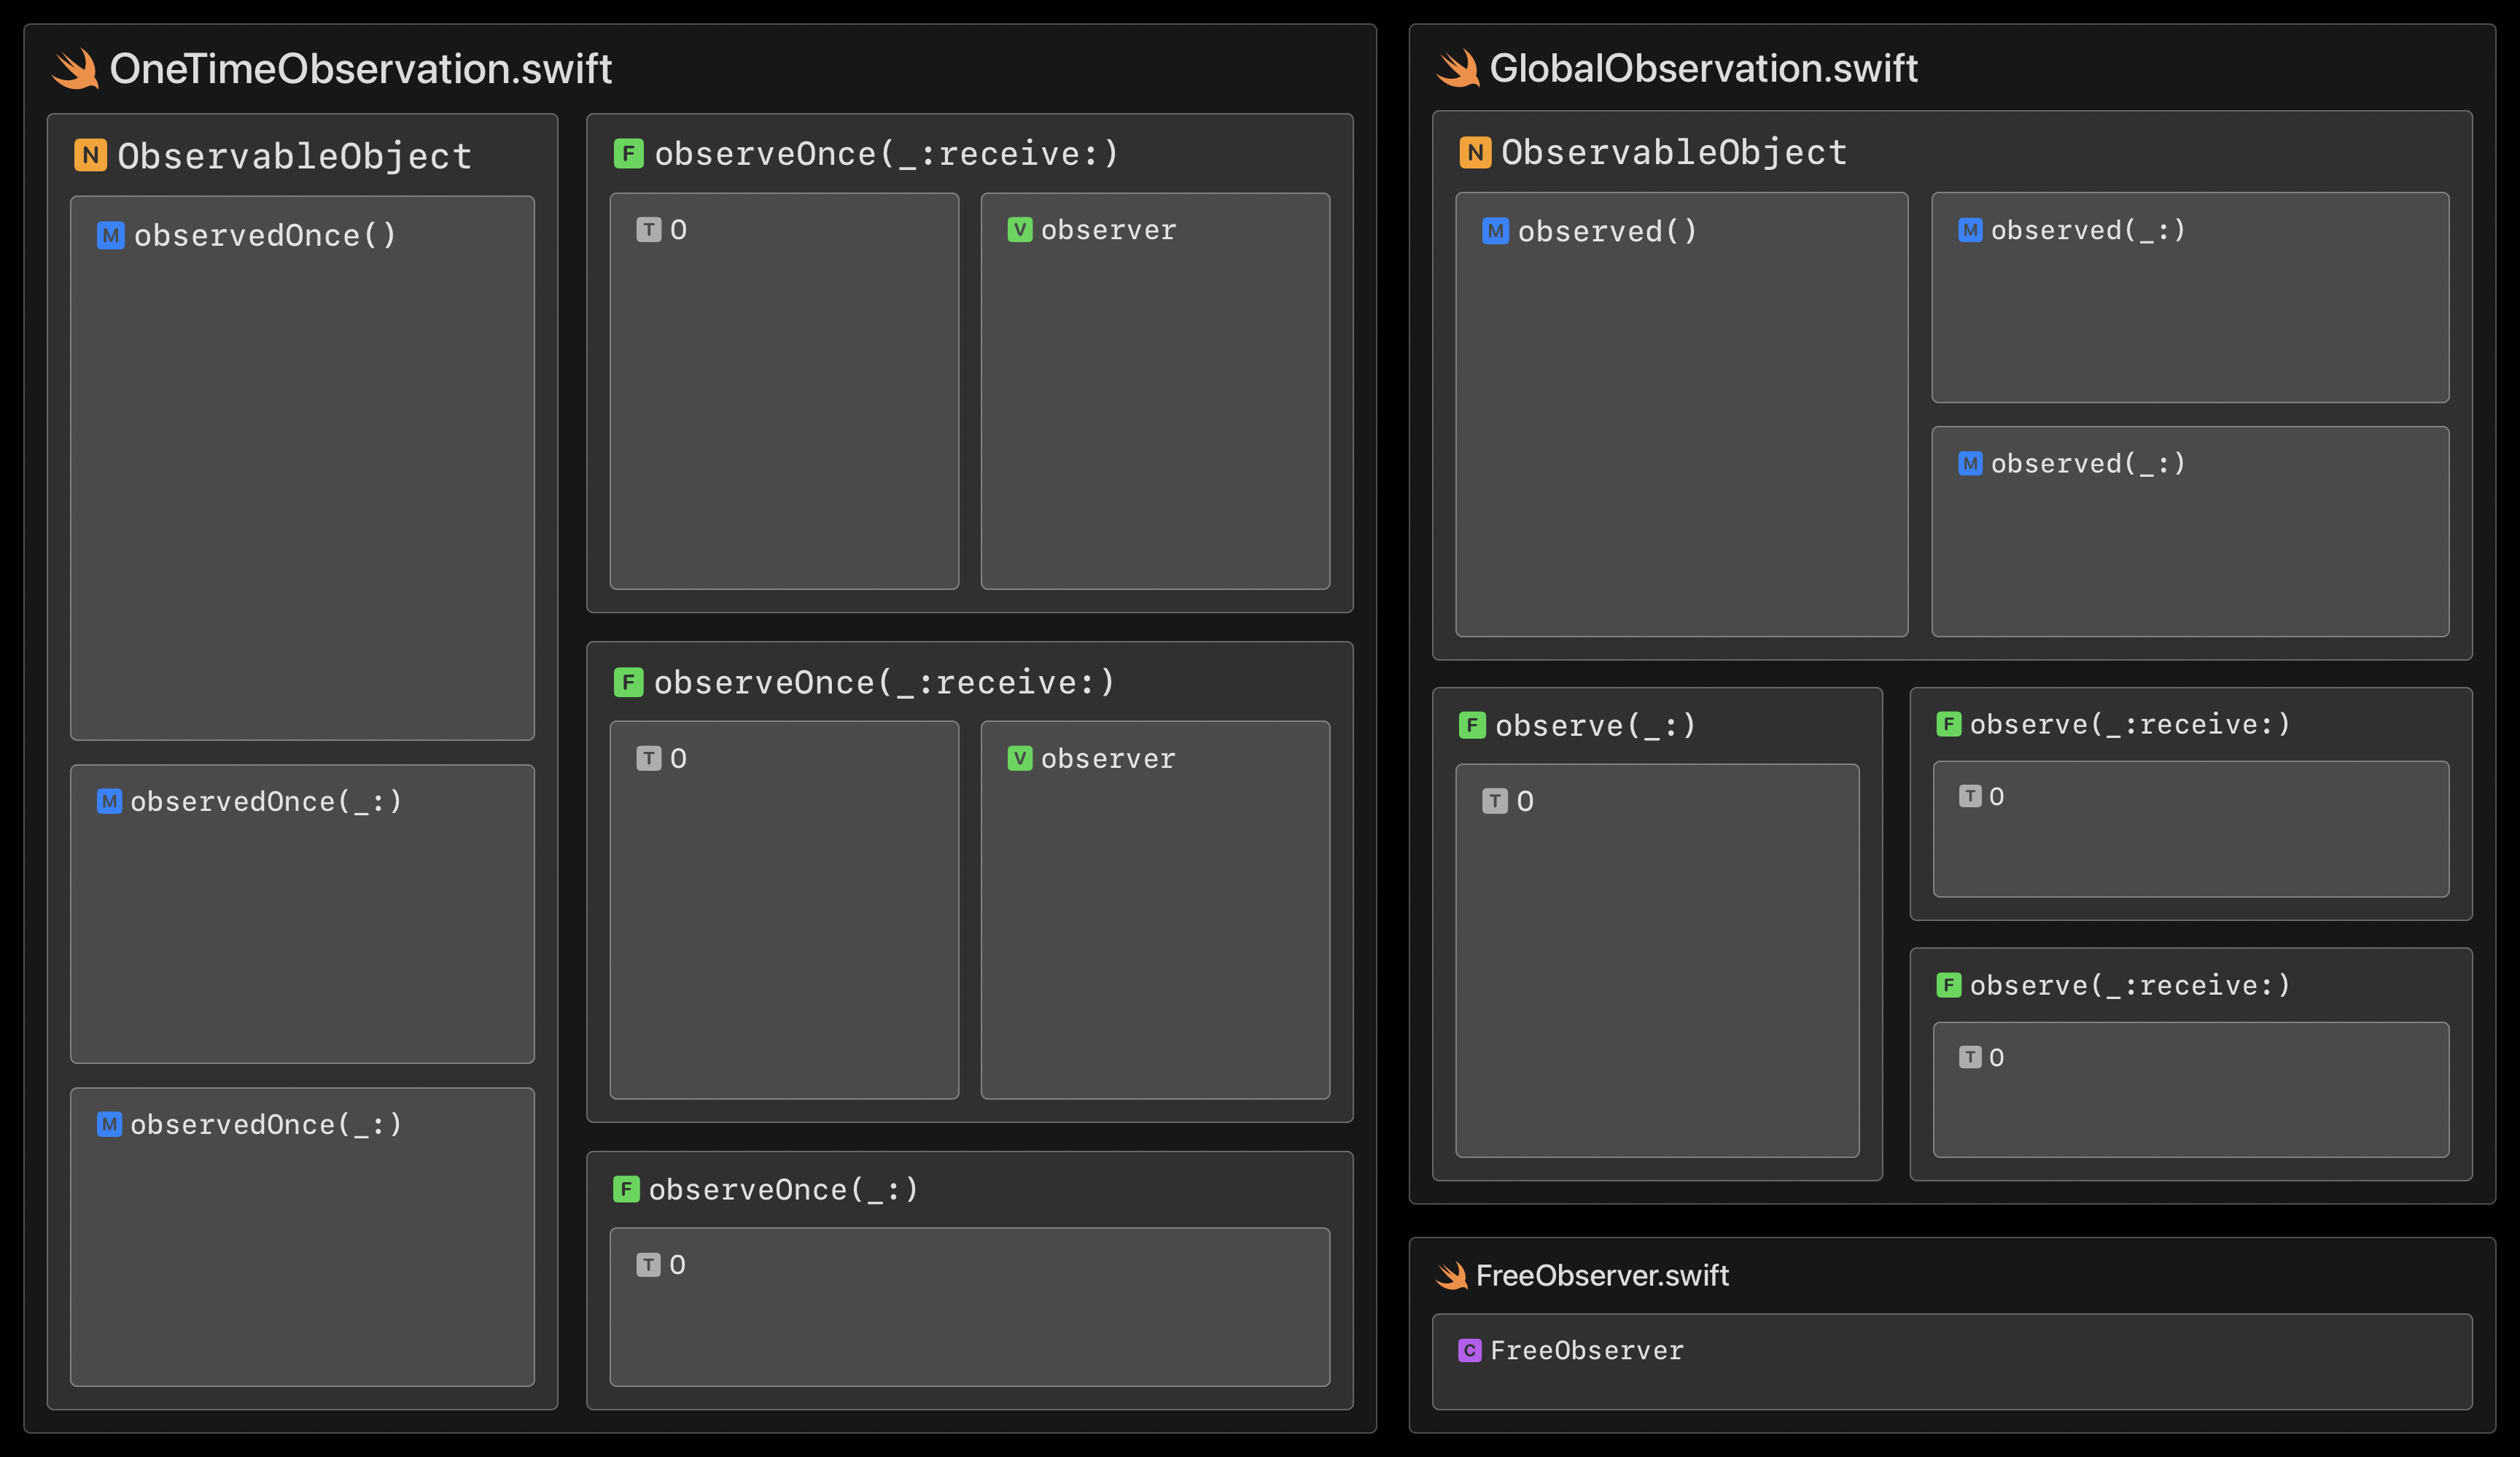 OneTimeObservation.swift
N ObservableObject
M observedOnce()
M observedOnce(_:)
M observedOnce(_:)
F observeOnce(_:receive:)
T O
V observer
F observeOnce(_:receive:)
T O
V observer
F observeOnce(_:)
T O
GlobalObservation.swift
N ObservableObject
M observed()
M observed(_:)
M observed(_:)
F observe(_:)
T O
F observe(_:receive:)
T O
F observe(_:receive:)
T O
FreeObserver.swift
C FreeObserver